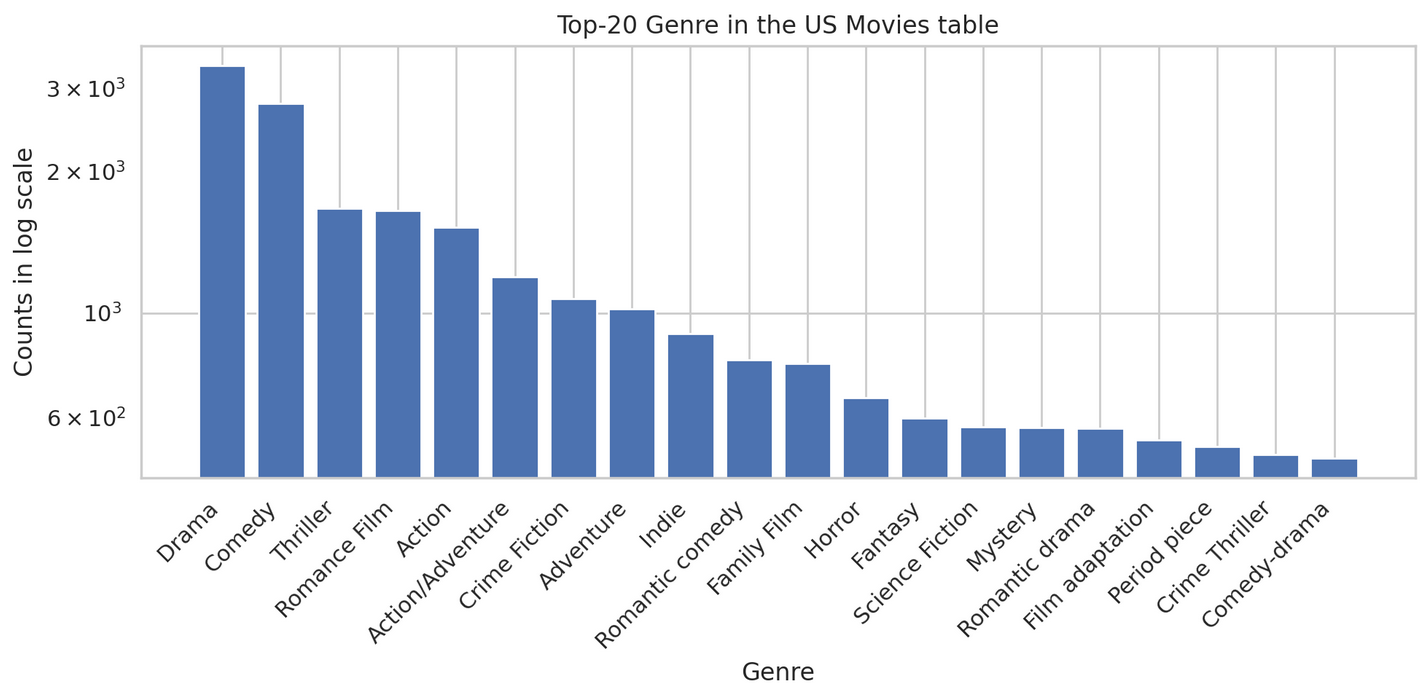 Top-20 Genre in the US Movies table
Counts in log scale
3 × 10³
2 × 10³
10³
6 × 10²
Drama
Comedy
Thriller
Romance Film
Action
Action/Adventure
Crime Fiction
Adventure
Indie
Romantic comedy
Family Film
Horror
Fantasy
Science Fiction
Mystery
Romantic drama
Film adaptation
Period piece
Crime Thriller
Comedy-drama
Genre